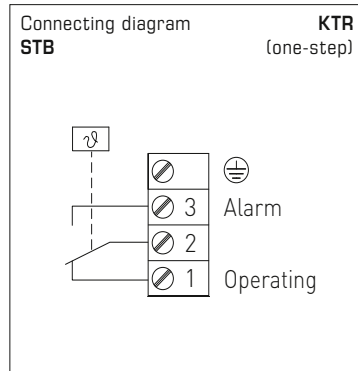 Connecting diagram KTR
STB (one-step)
ϑ
3 Alarm
2
1 Operating